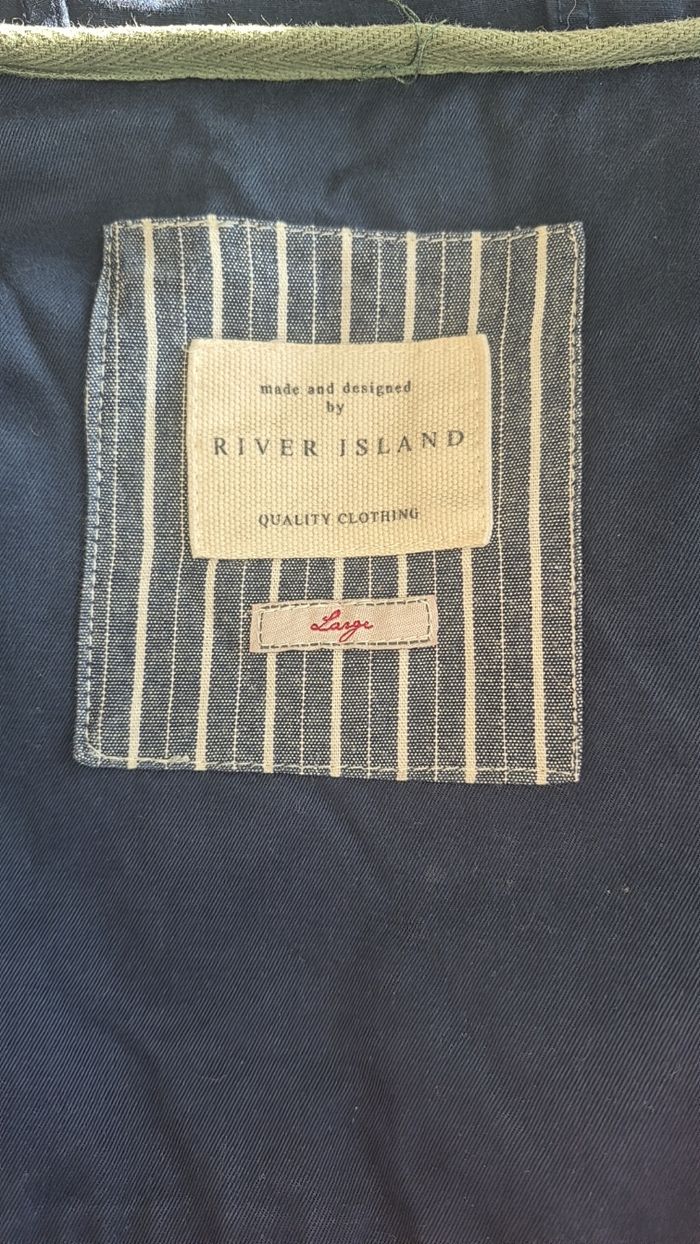 made and designed
by
RIVER ISLAND
QUALITY CLOTHING
Large